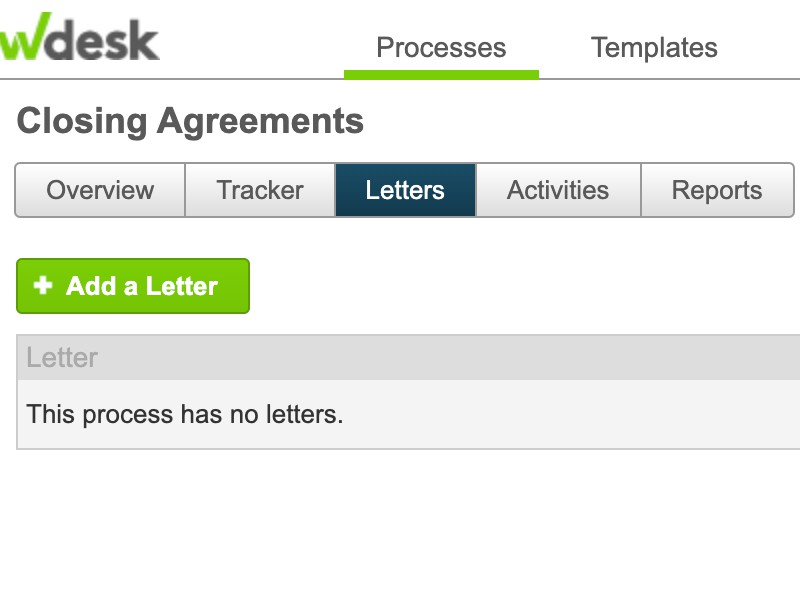 wdesk
Processes
Templates
Closing Agreements
Overview
Tracker
Letters
Activities
Reports
Add a Letter
Letter
This process has no letters.